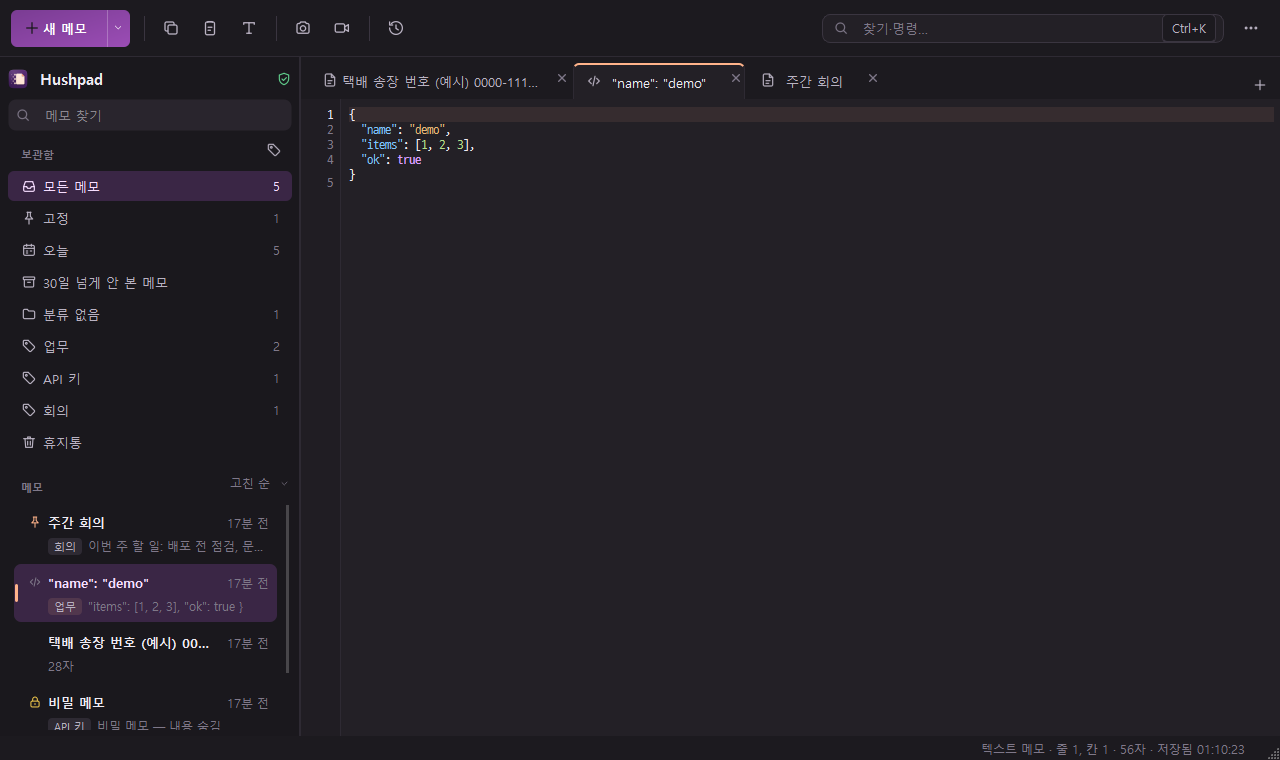 새 메모
찾기·명령...
Ctrl+K
Hushpad
메모 찾기
보관함
모든 메모 5
고정 1
오늘 5
30일 넘게 안 본 메모
분류 없음 1
업무 2
API 키 1
회의 1
휴지통
메모 고친 순
주간 회의 17분 전
회의 이번 주 할 일: 배포 전 점검, 문...
"name": "demo" 17분 전
업무 "items": [1, 2, 3], "ok": true }
택배 송장 번호 (예시) 00... 17분 전
28자
비밀 메모 17분 전
API 키 비밀 메모 — 내용 숨김
택배 송장 번호 (예시) 0000-111...
"name": "demo"
주간 회의
1 {
2 "name": "demo",
3 "items": [1, 2, 3],
4 "ok": true
}
5
텍스트 메모 · 줄 1, 칸 1 · 56자 · 저장됨 01:10:23